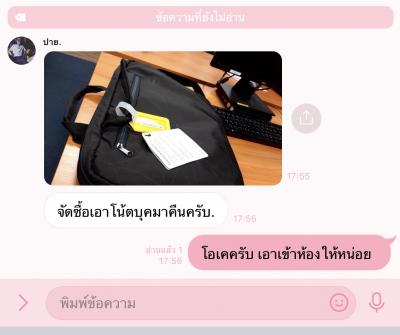 ข้อความที่ยังไม่อ่าน
ปาย.
17:55
จัดซื้อเอาโน้ตบุคมาคืนครับ.
17:55
อ่านแล้ว 1
17:56
โอเคครับ เอาเข้าห้องให้หน่อย
พิมพ์ข้อความ